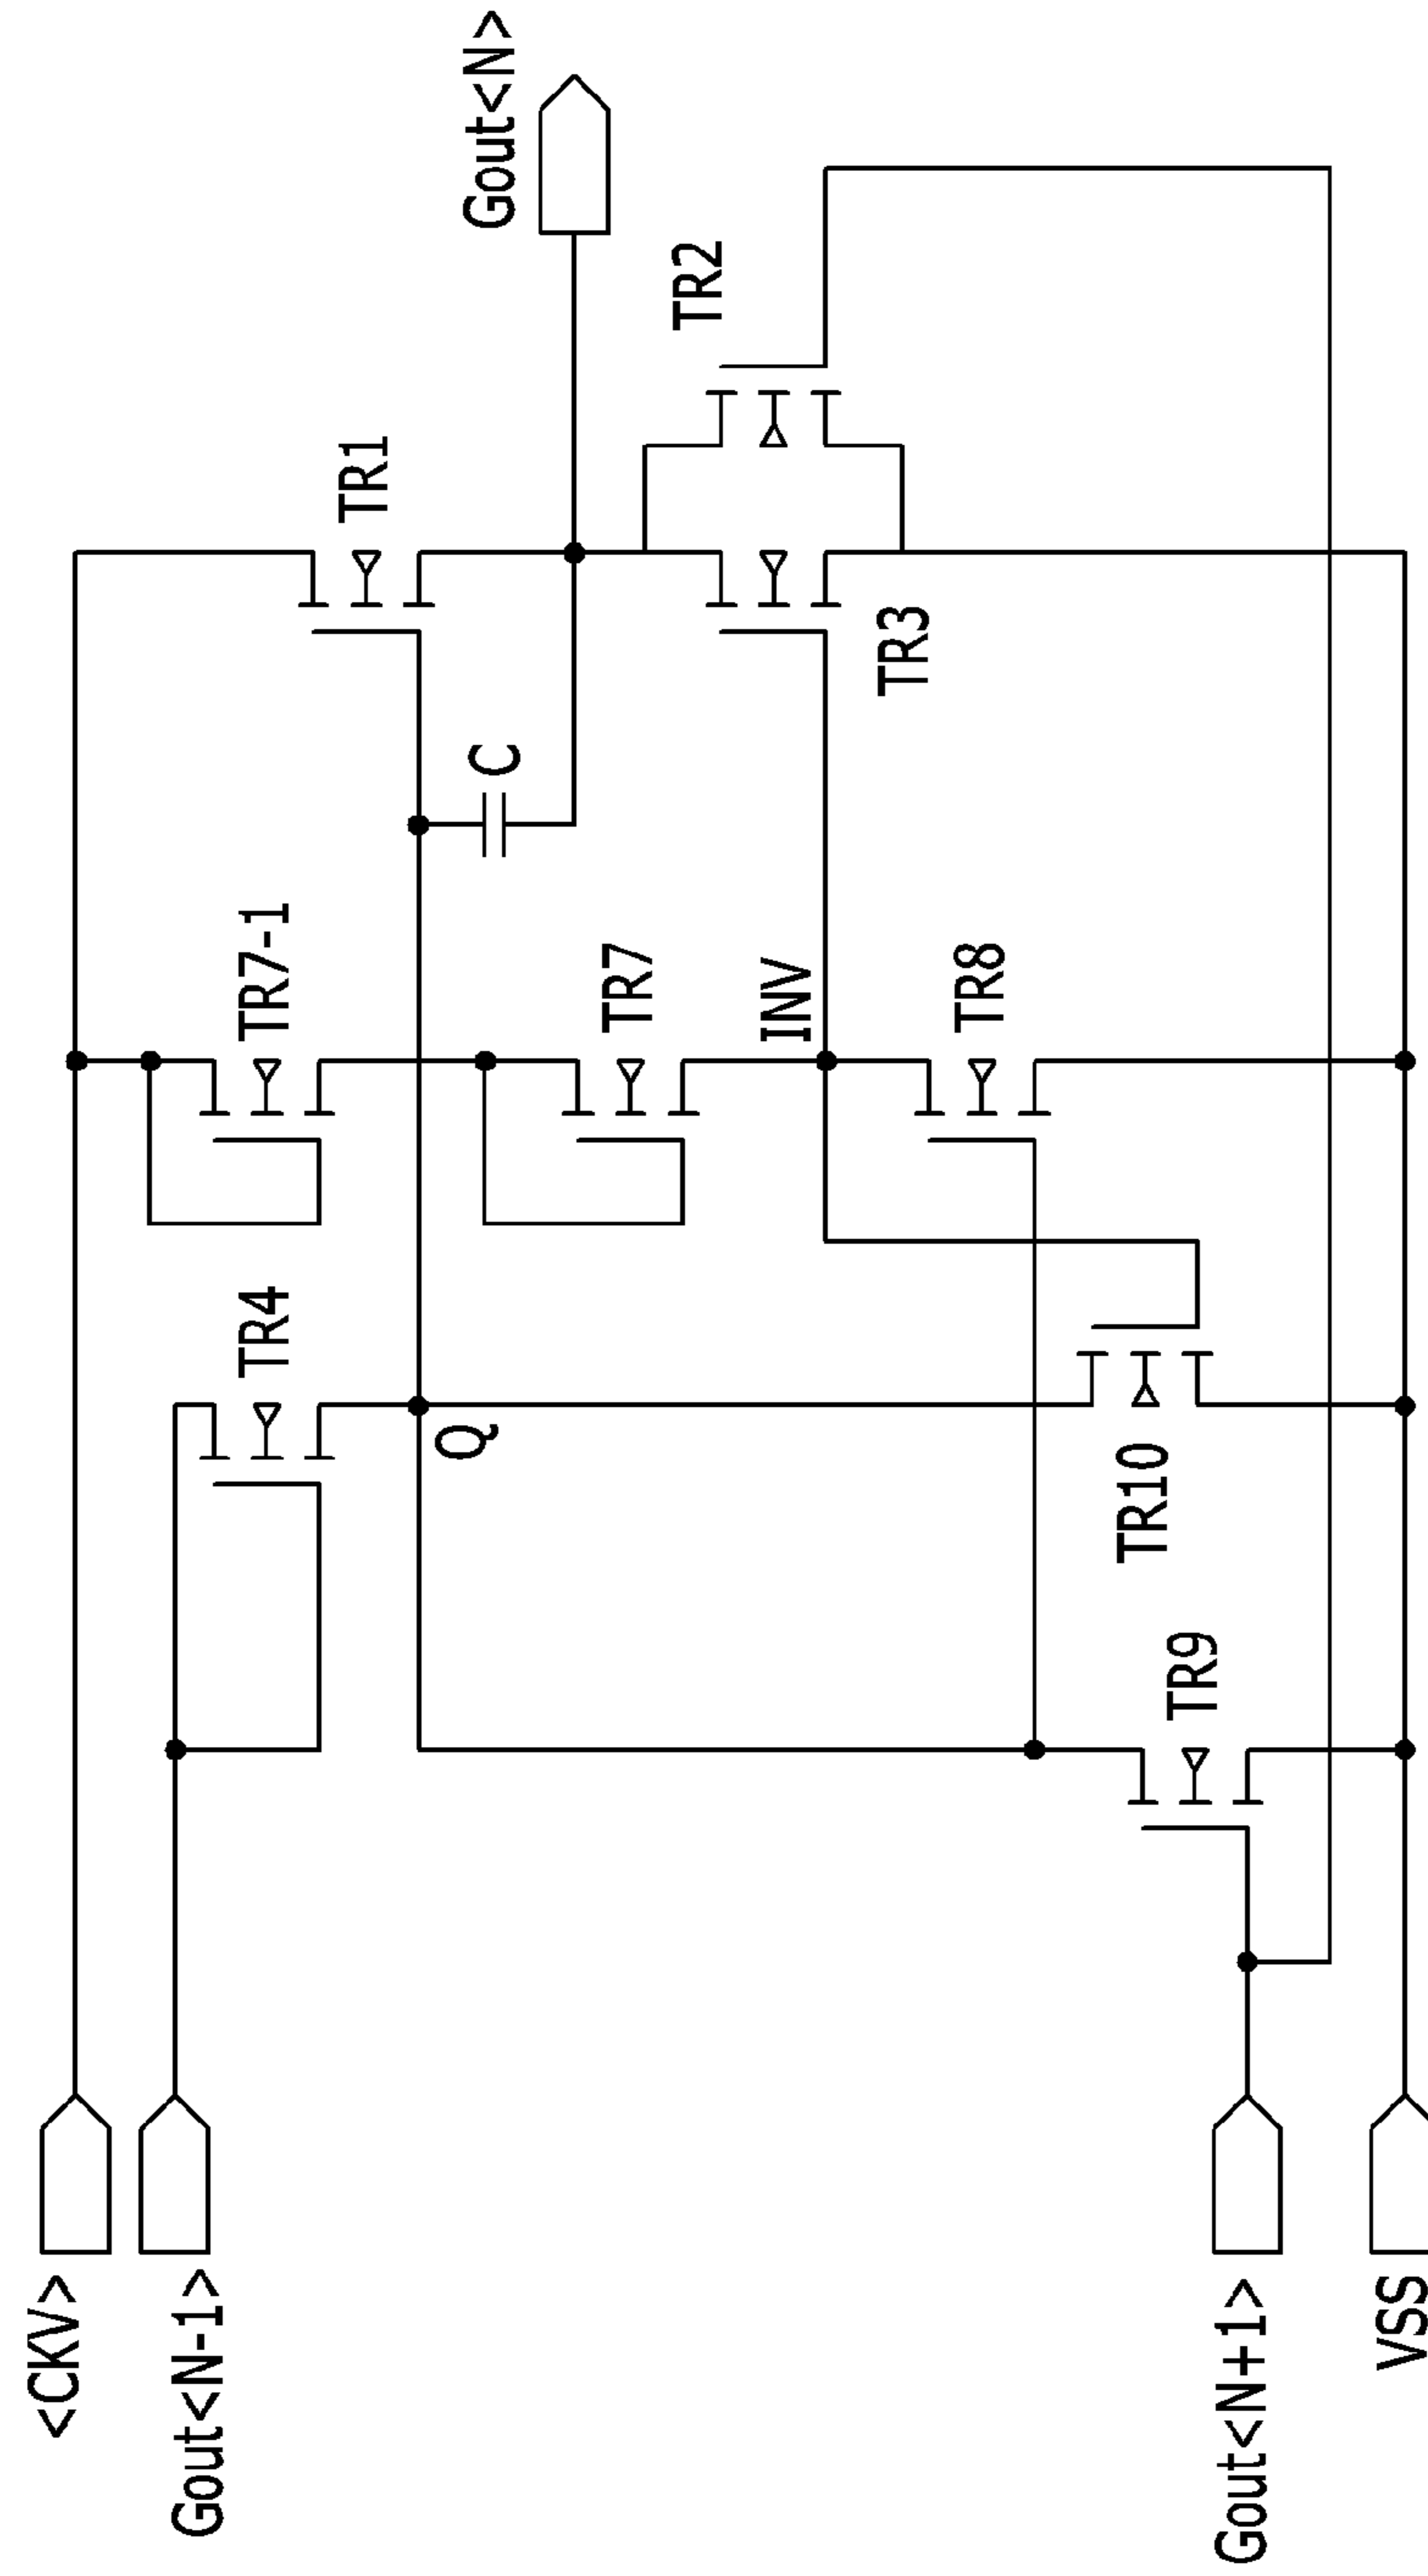 <CKV>
Gout<N-1>
TR4
TR7-1
TR1
Q
C
Gout<N>
TR7
INV
TR2
TR3
TR8
TR10
TR9
Gout<N+1>
VSS